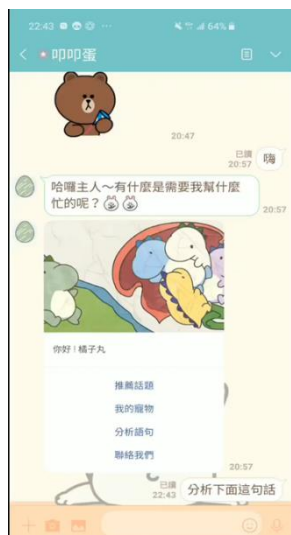 22:43
64%
叩叩蛋
20:47
已讀
20:57
嗨
哈囉主人～有什麼是需要我幫什麼
忙的呢？
20:57
你好！橘子丸
推薦話題
我的寵物
分析語句
聯絡我們
20:57
已讀
22:43
分析下面這句話